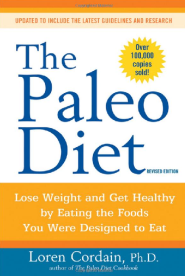 UPDATED TO INCLUDE THE LATEST GUIDELINES AND RESEARCH
The
Over
100,000
copies
sold!
Paleo
Diet
REVISED EDITION
Lose Weight and Get Healthy
by Eating the Foods
You Were Designed to Eat
Loren Cordain, Ph.D.
author of The Paleo Diet Cookbook